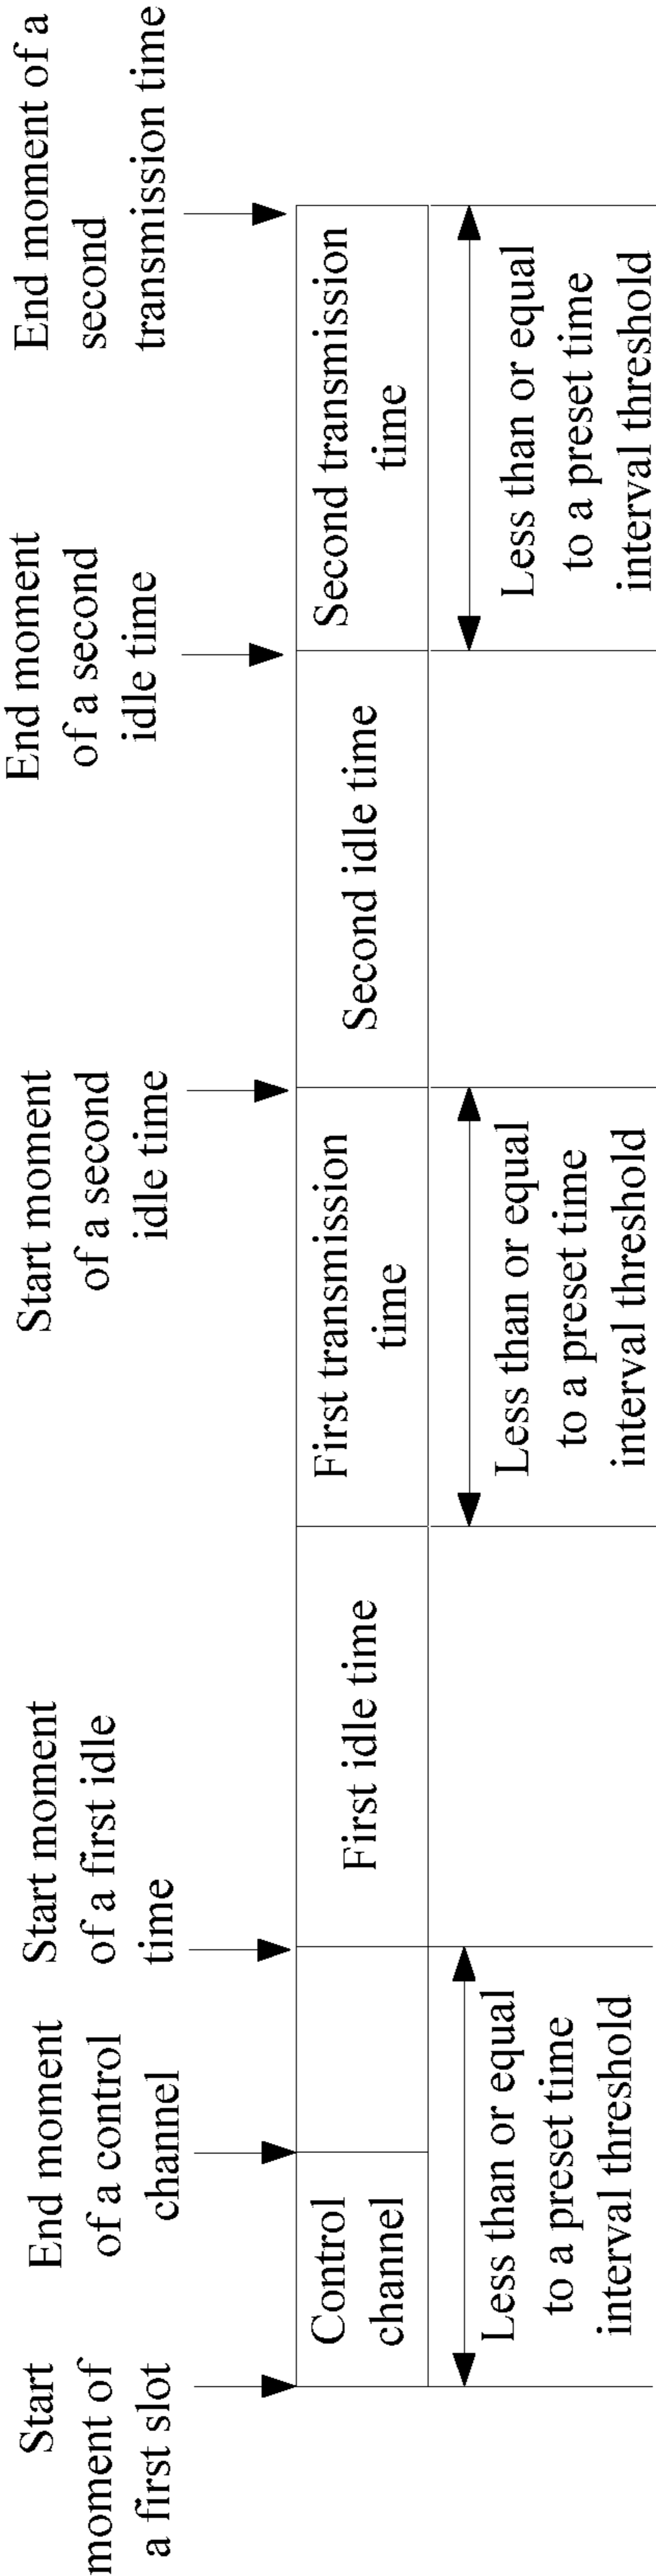 Start
moment of
a first slot
End moment
of a control
channel
Start moment
of a first idle
time
Start moment
of a second
idle time
End moment
of a second
idle time
End moment of a
second
transmission time
Control
channel
First idle time
First transmission
time
Second idle time
Second transmission
time
Less than or equal
to a preset time
interval threshold
Less than or equal
to a preset time
interval threshold
Less than or equal
to a preset time
interval threshold